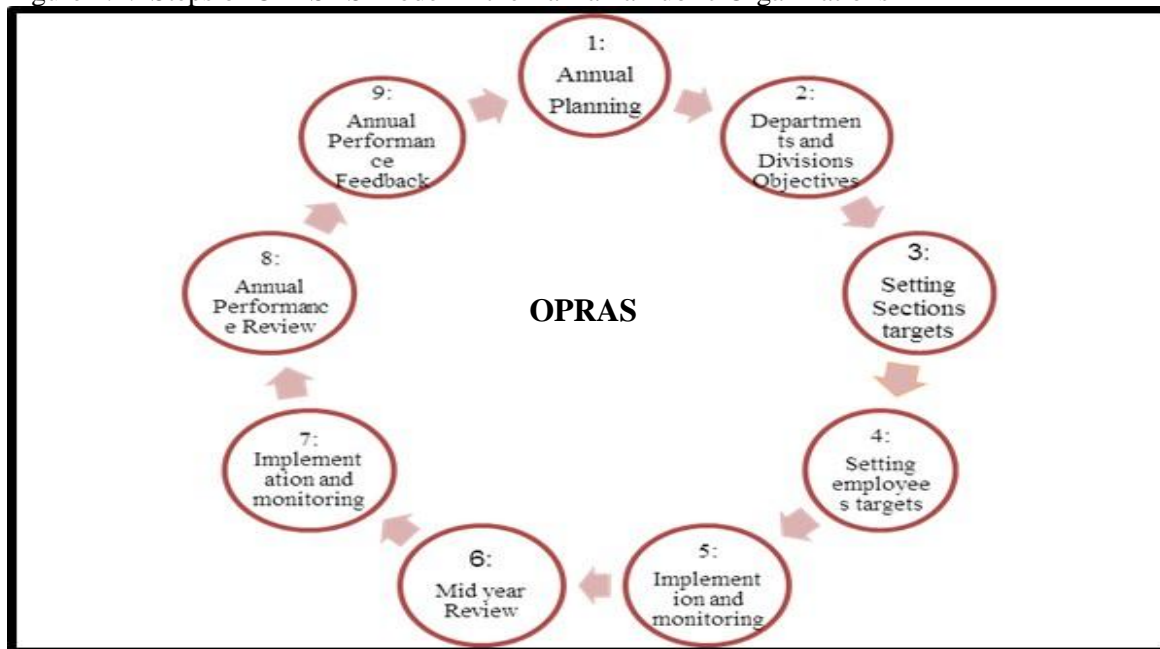 1:
Annual
Planning
2:
Departmen
ts and
Divisions
Objectives
3:
Setting
Sections
targets
4:
Setting
employee
s targets
5:
Implement
ion and
monitoring
6:
Mid year
Review
7:
Implement
ation and
monitoring
8:
Annual
Performanc
e Review
9:
Annual
Performan
ce
Feedback
OPRAS